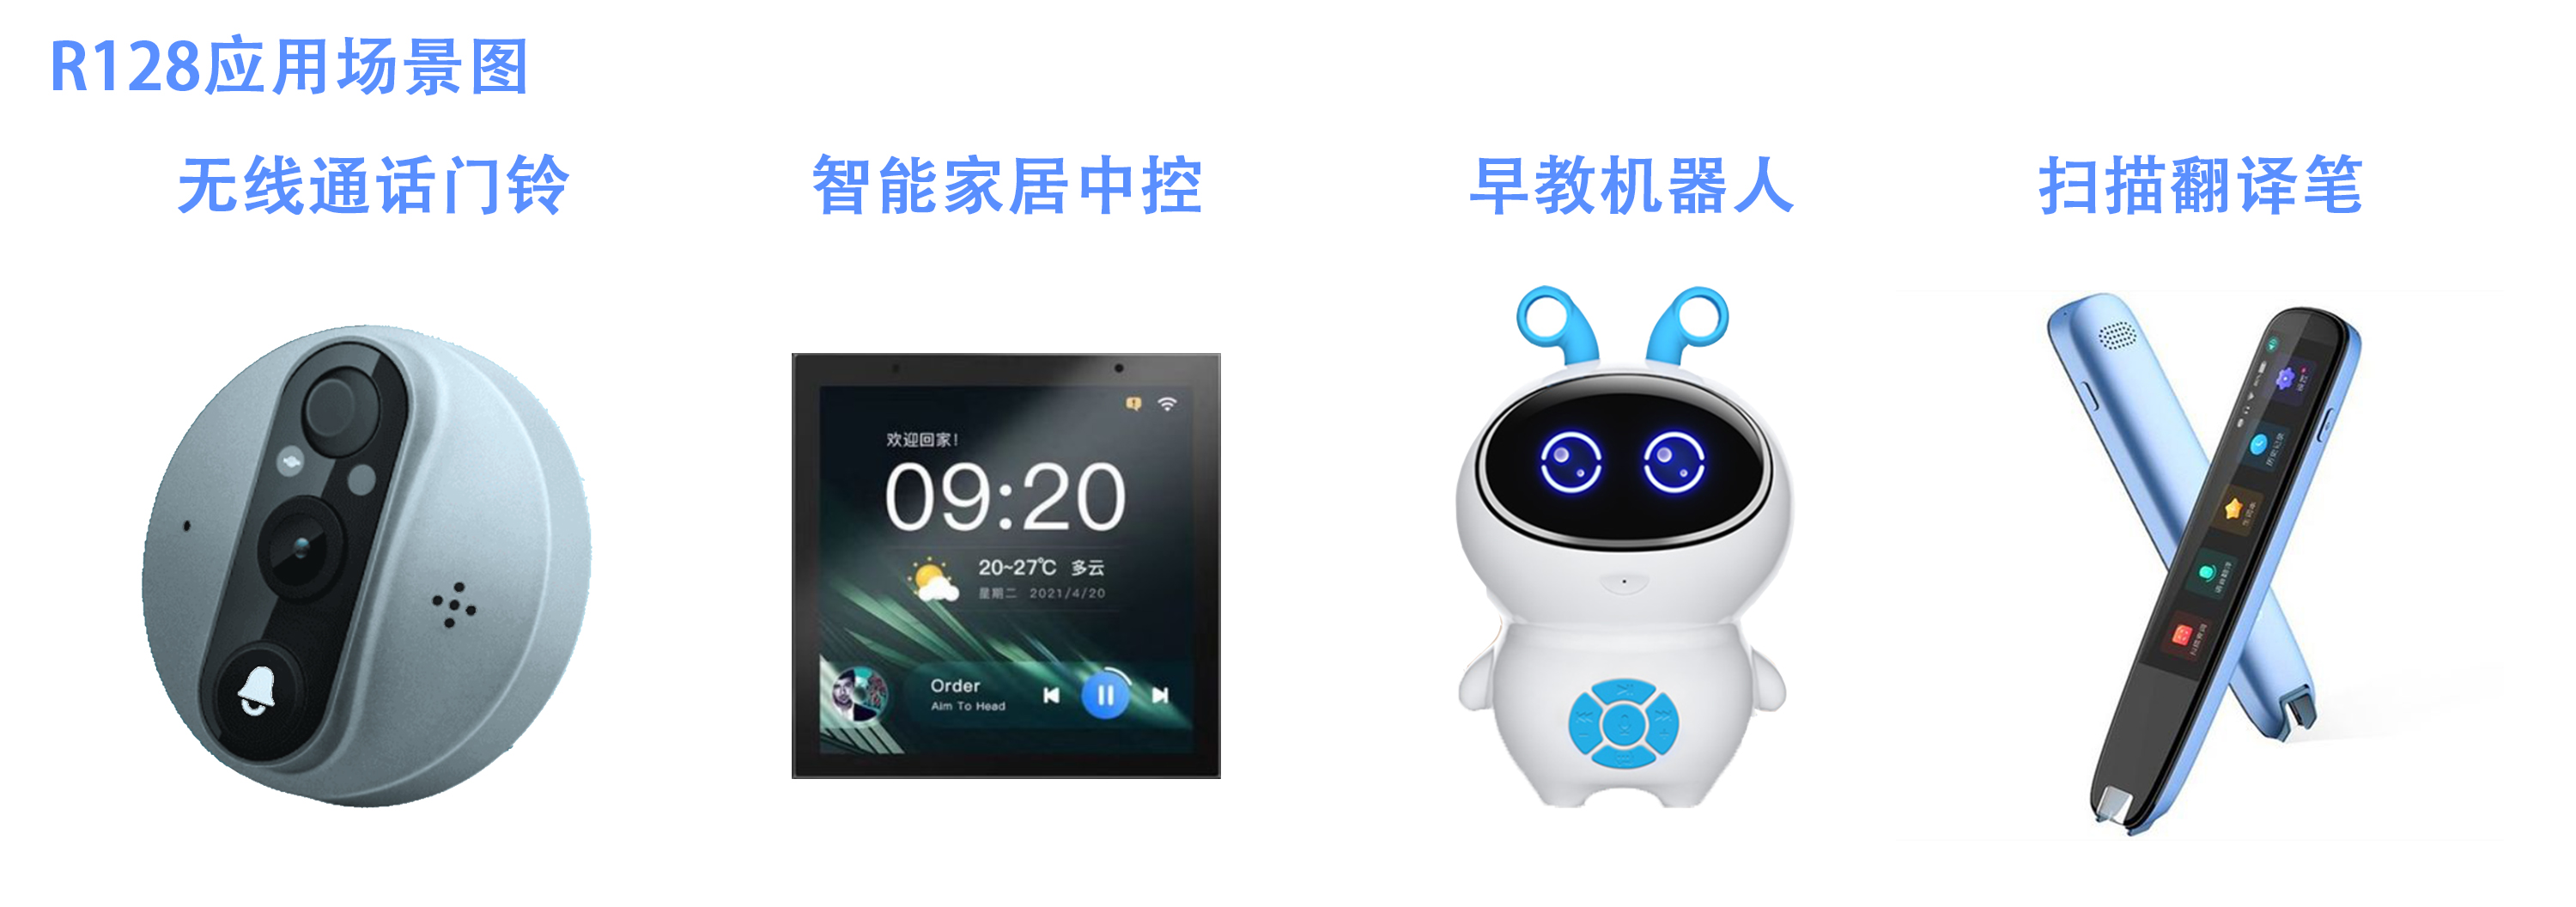 R128应用场景图
无线通话门铃
智能家居中控
早教机器人
扫描翻译笔
欢迎回家!
09:20
20~27℃ 多云
星期二 2021/4/20
Order
Aim To Head